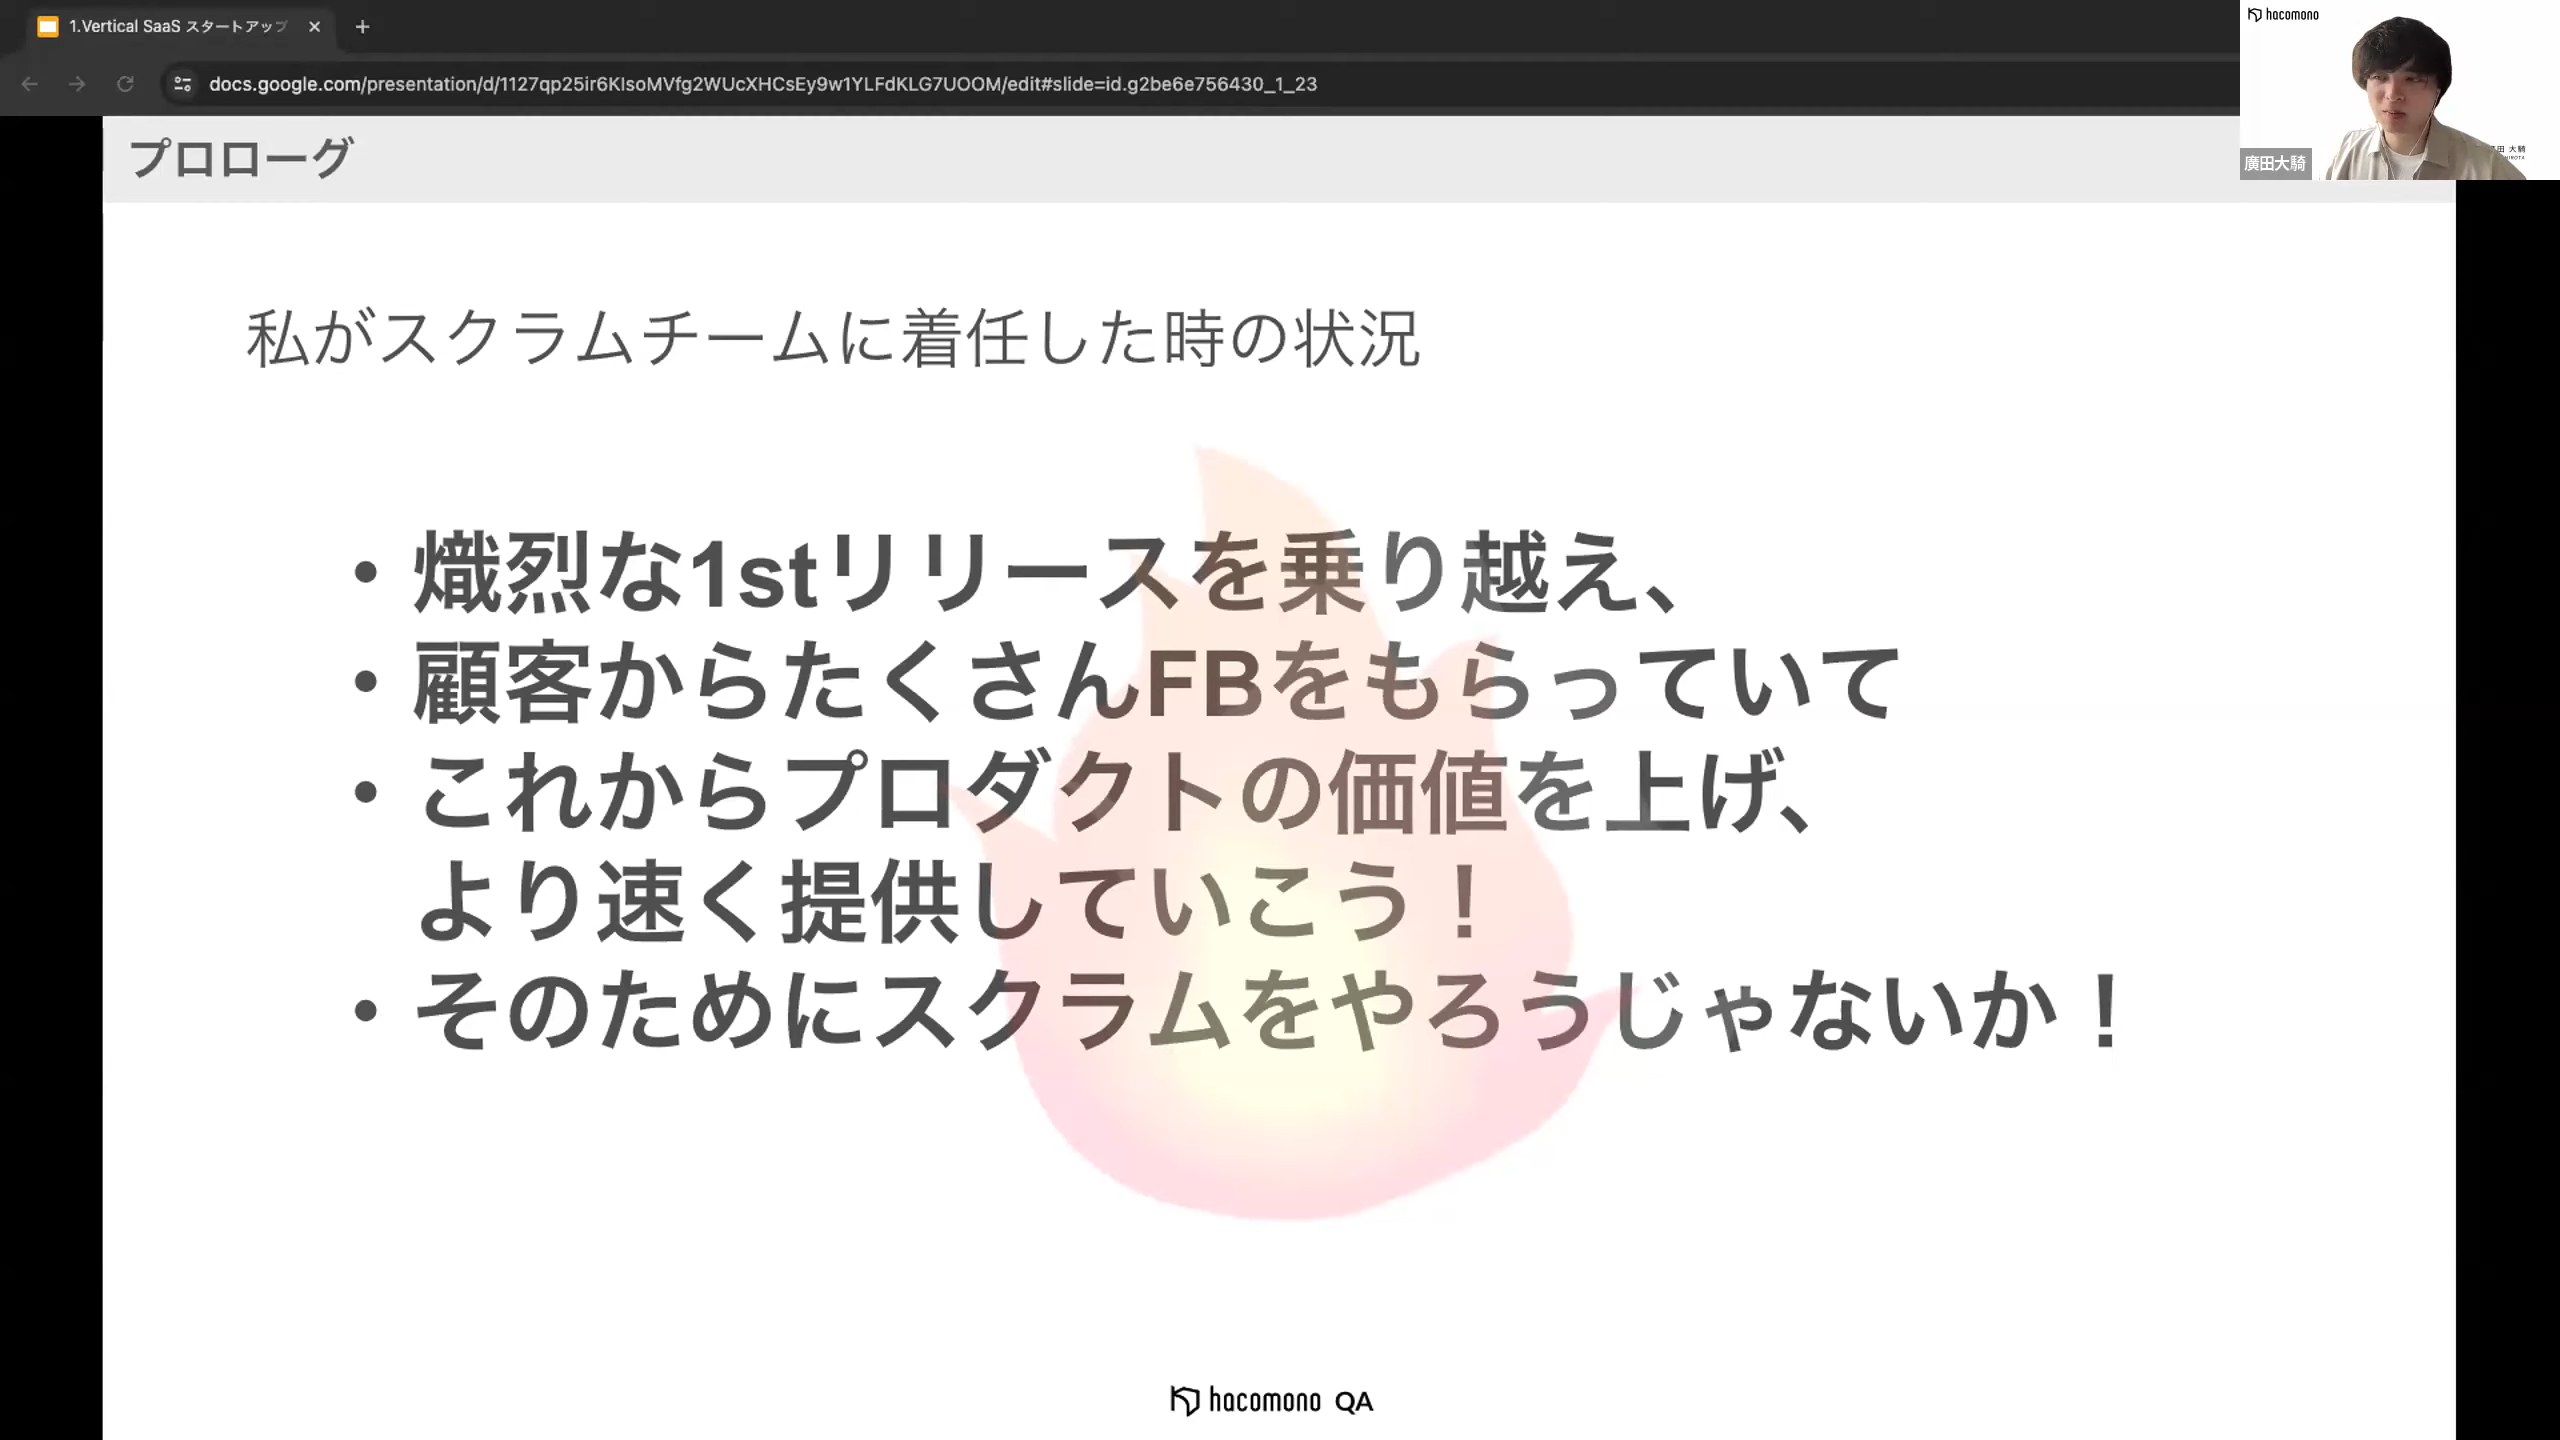 1.Vertical SaaS スタートアップ
docs.google.com/presentation/d/1127qp25ir6KIsoMVfg2WUcXHCsEy9w1YLFdKLG7UOOM/edit#slide=id.g2be6e756430_1_23
hacomono
田 大騎
廣田大騎
プロローグ
私がスクラムチームに着任した時の状況
・熾烈な1stリリースを乗り越え、
・顧客からたくさんFBをもらっていて
・これからプロダクトの価値を上げ、
より速く提供していこう！
・そのためにスクラムをやろうじゃないか！
hacomono QA